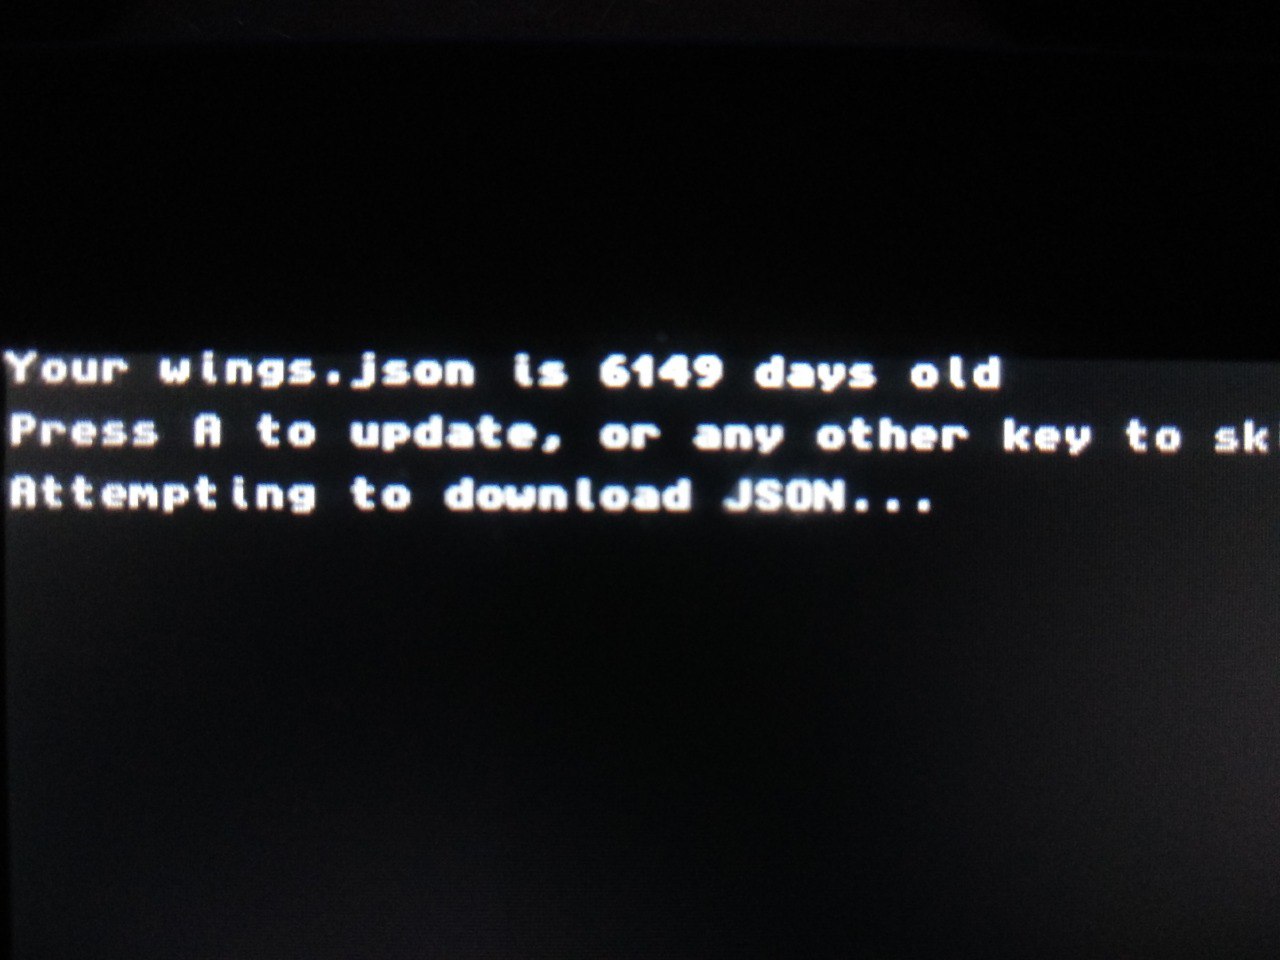 Your wings.json is 6149 days old
Press A to update, or any other key to sk
Attempting to download JSON...